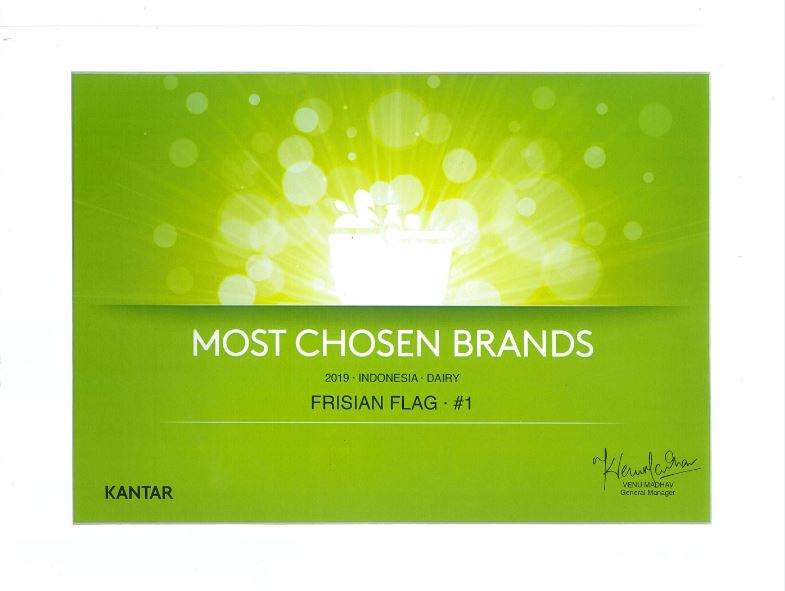 MOST CHOSEN BRANDS
2019 · INDONESIA · DAIRY
FRISIAN FLAG · #1
KANTAR
VENU MADHAV
General Manager